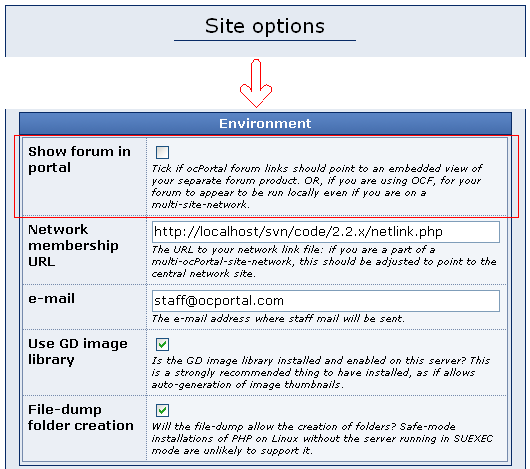 Site options
Environment
Show forum in
portal
Tick if ocPortal forum links should point to an embedded view of
your separate forum product. OR, if you are using OCF, for your
forum to appear to be run locally even if you are on a
multi-site-network.
Network
membership
URL
http://localhost/svn/code/2.2.x/netlink.php
The URL to your network link file: if you are a part of a
multi-ocPortal-site-network, this should be adjusted to point to the
central network site.
e-mail
staff@ocportal.com
The e-mail address where staff mail will be sent.
Use GD image
library
Is the GD image library installed and enabled on this server? This
is a strongly recommended thing to have installed, as if allows
auto-generation of image thumbnails.
File-dump
folder creation
Will the file-dump allow the creation of folders? Safe-mode
installations of PHP on Linux without the server running in SUEXEC
mode are unlikely to support it.